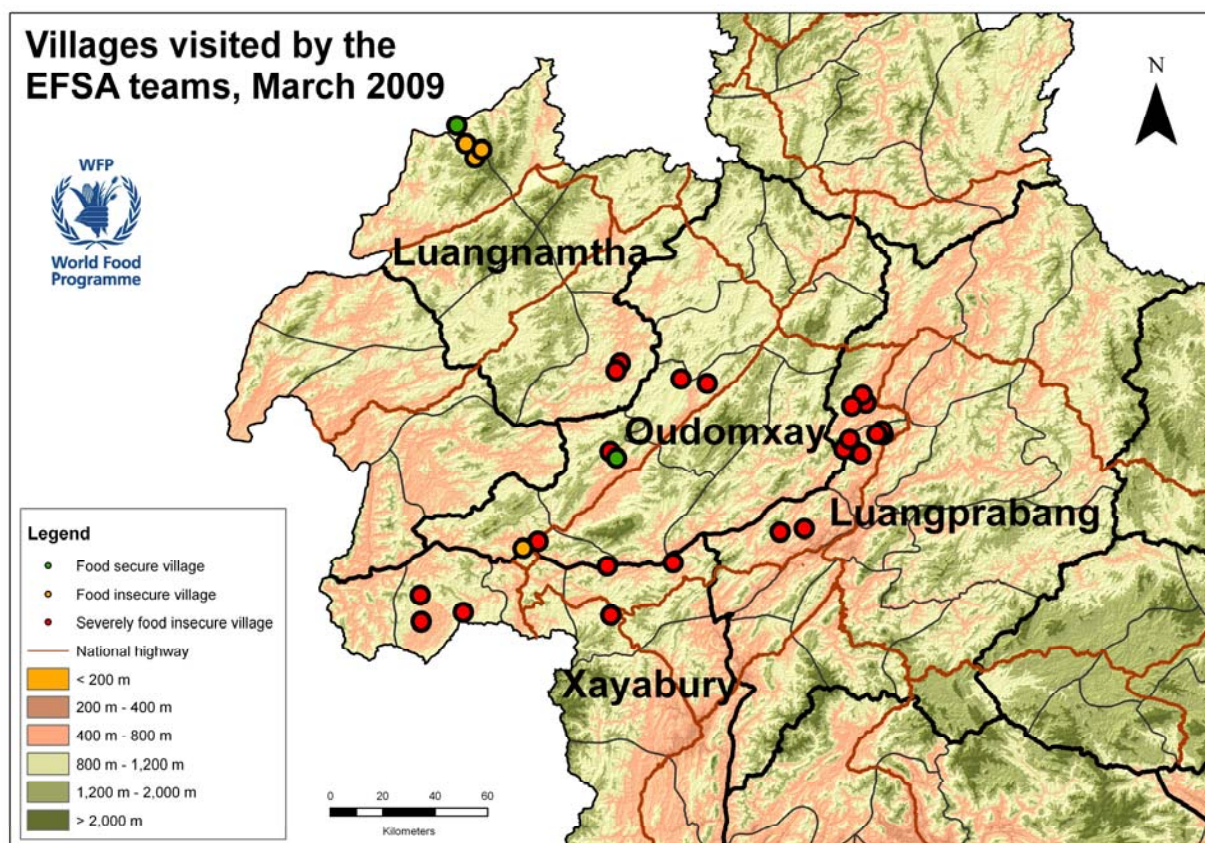 Villages visited by the
EFSA teams, March 2009
N
WFP
World Food
Programme
Luangnamtha
Oudomxay
Luangprabang
Xayabury
Legend
Food secure village
Food insecure village
Severely food insecure village
National highway
< 200 m
200 m - 400 m
400 m - 800 m
800 m - 1,200 m
1,200 m - 2,000 m
> 2,000 m
0 10 20 40 60
Kilometers